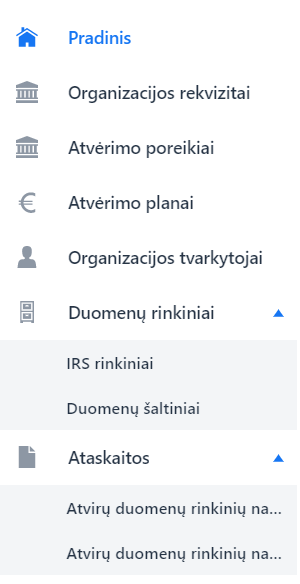 Pradinis
Organizacijos rekvizitai
Atvėrimo poreikiai
Atvėrimo planai
Organizacijos tvarkytojai
Duomenų rinkiniai
IRS rinkiniai
Duomenų šaltiniai
Ataskaitos
Atvirų duomenų rinkinių na...
Atvirų duomenų rinkinių na...